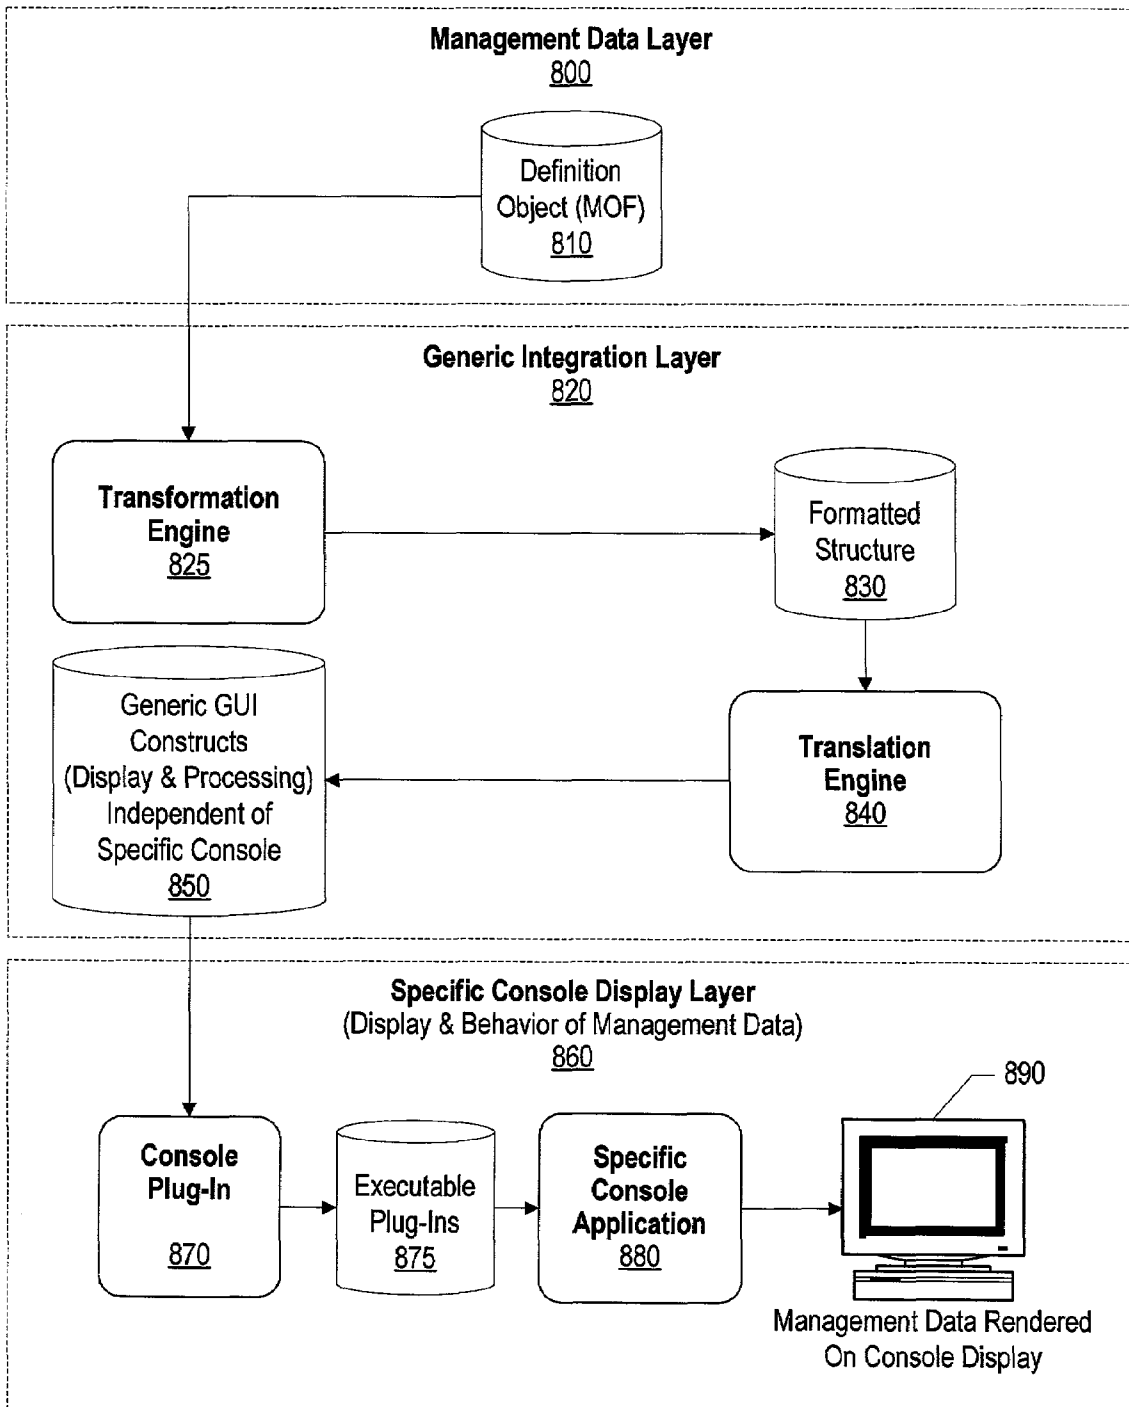 Management Data Layer
800
Definition
Object (MOF)
810
Generic Integration Layer
820
Transformation
Engine
825
Formatted
Structure
830
Generic GUI
Constructs
(Display & Processing)
Independent of
Specific Console
850
Translation
Engine
840
Specific Console Display Layer
(Display & Behavior of Management Data)
860
890
Console
Plug-In
870
Executable
Plug-Ins
875
Specific
Console
Application
880
Management Data Rendered
On Console Display